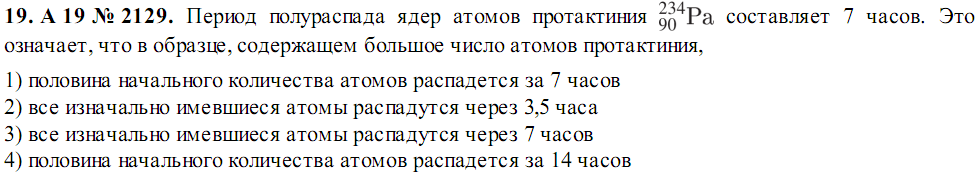 19. А 19 № 2129. Период полураспада ядер атомов протактиния ²³⁴₉₀Pa составляет 7 часов. Это
означает, что в образце, содержащем большое число атомов протактиния,
1) половина начального количества атомов распадется за 7 часов
2) все изначально имевшиеся атомы распадутся через 3,5 часа
3) все изначально имевшиеся атомы распадутся через 7 часов
4) половина начального количества атомов распадется за 14 часов